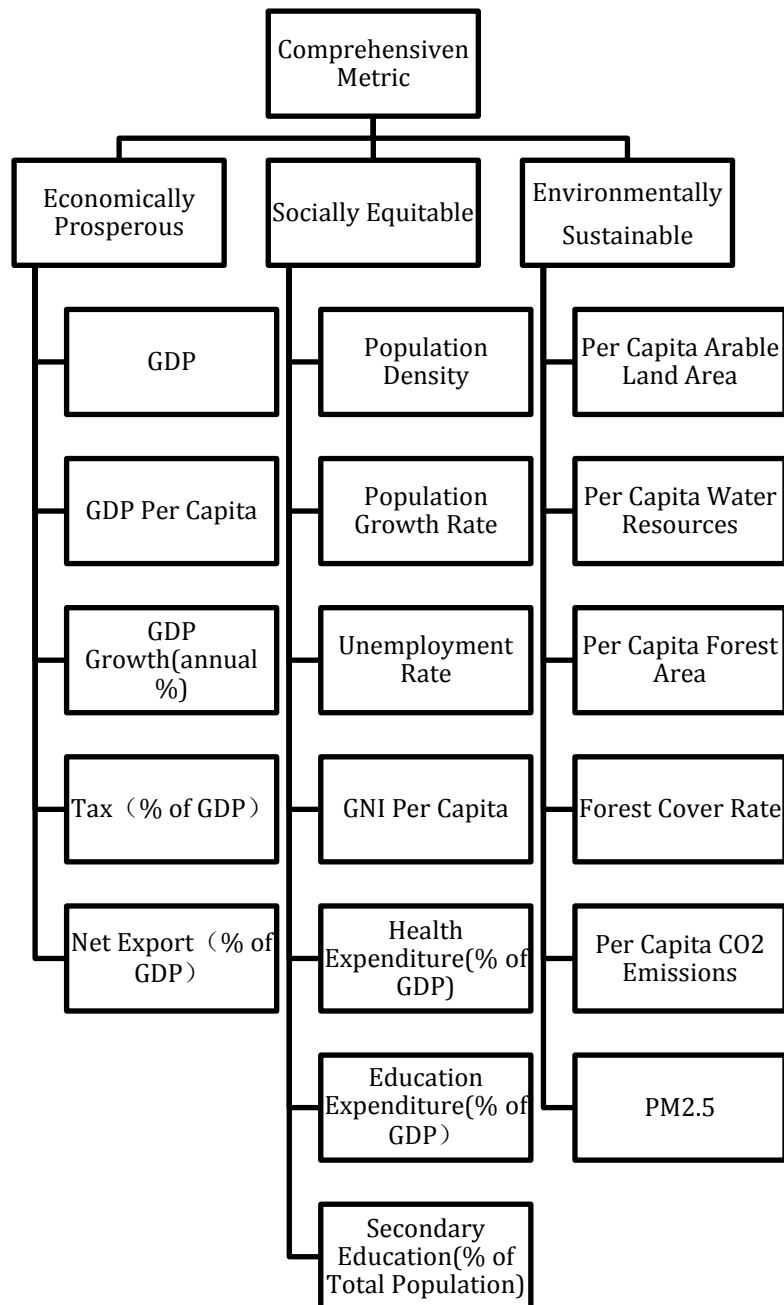 Comprehensiven
Metric
Economically
Prosperous
GDP
GDP Per Capita
GDP
Growth(annual
%)
Tax（% of GDP）
Net Export（% of
GDP）
Socially Equitable
Population
Density
Population
Growth Rate
Unemployment
Rate
GNI Per Capita
Health
Expenditure(% of
GDP)
Education
Expenditure(% of
GDP）
Secondary
Education(% of
Total Population)
Environmentally
Sustainable
Per Capita Arable
Land Area
Per Capita Water
Resources
Per Capita Forest
Area
Forest Cover Rate
Per Capita CO2
Emissions
PM2.5